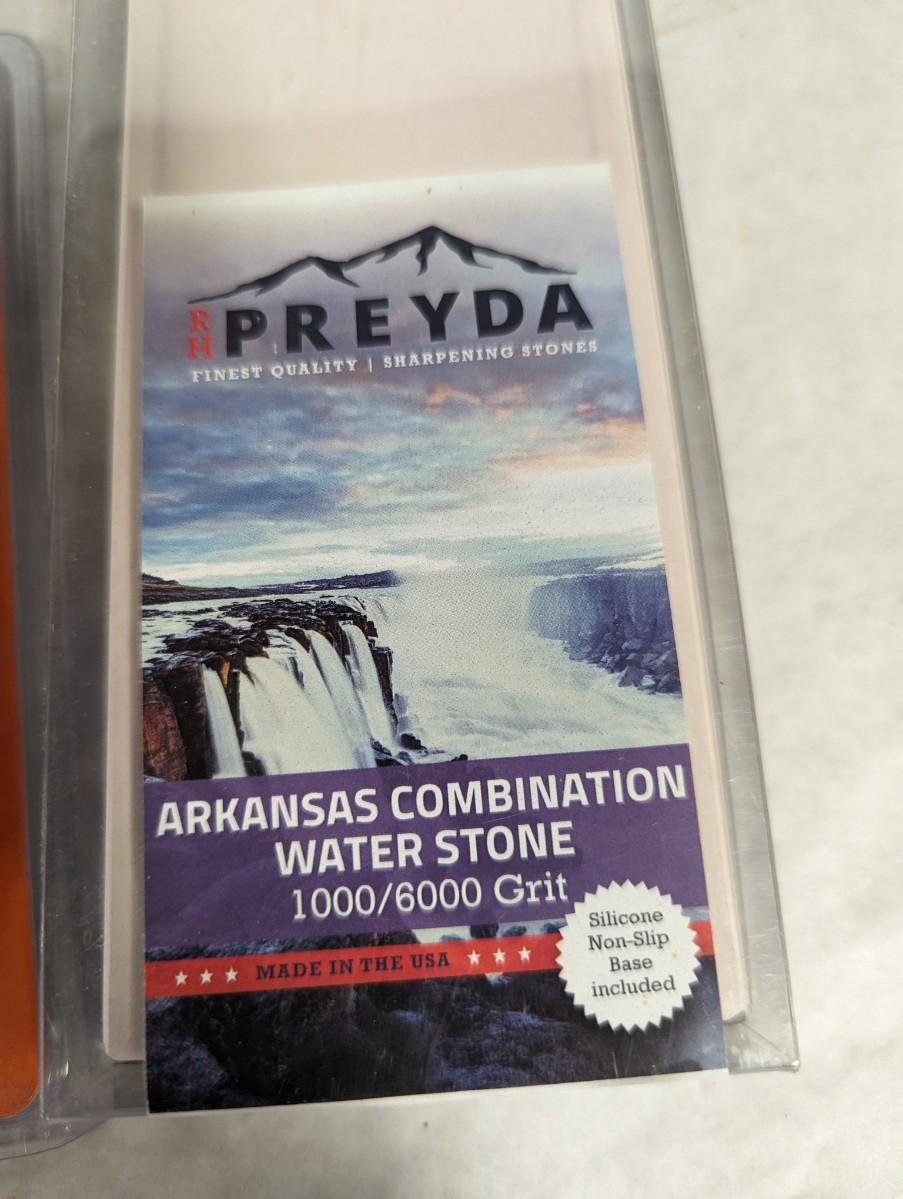 RH PREYDA
FINEST QUALITY | SHARPENING STONES
ARKANSAS COMBINATION
WATER STONE
1000/6000 Grit
★ ★ ★ MADE IN THE USA ★ ★ ★
Silicone
Non-Slip
Base
included